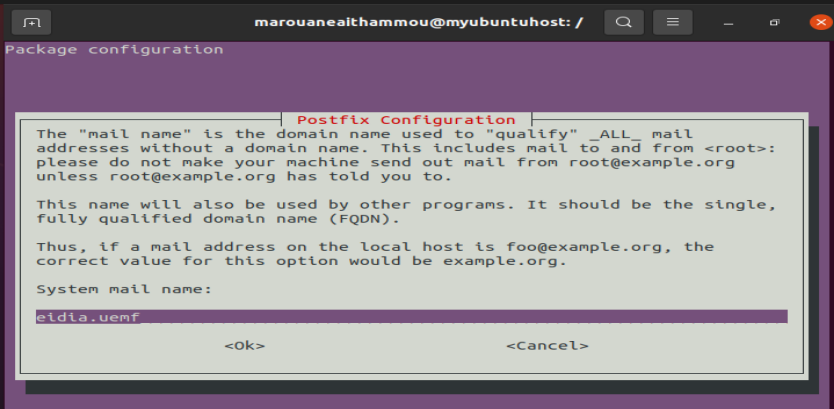 marouaneaithammou@myubuntuhost: /
Package configuration
Postfix Configuration
The "mail name" is the domain name used to "qualify" _ALL_ mail
addresses without a domain name. This includes mail to and from <root>:
please do not make your machine send out mail from root@example.org
unless root@example.org has told you to.
This name will also be used by other programs. It should be the single,
fully qualified domain name (FQDN).
Thus, if a mail address on the local host is foo@example.org, the
correct value for this option would be example.org.
System mail name:
eidia.uemf
<Ok> <Cancel>